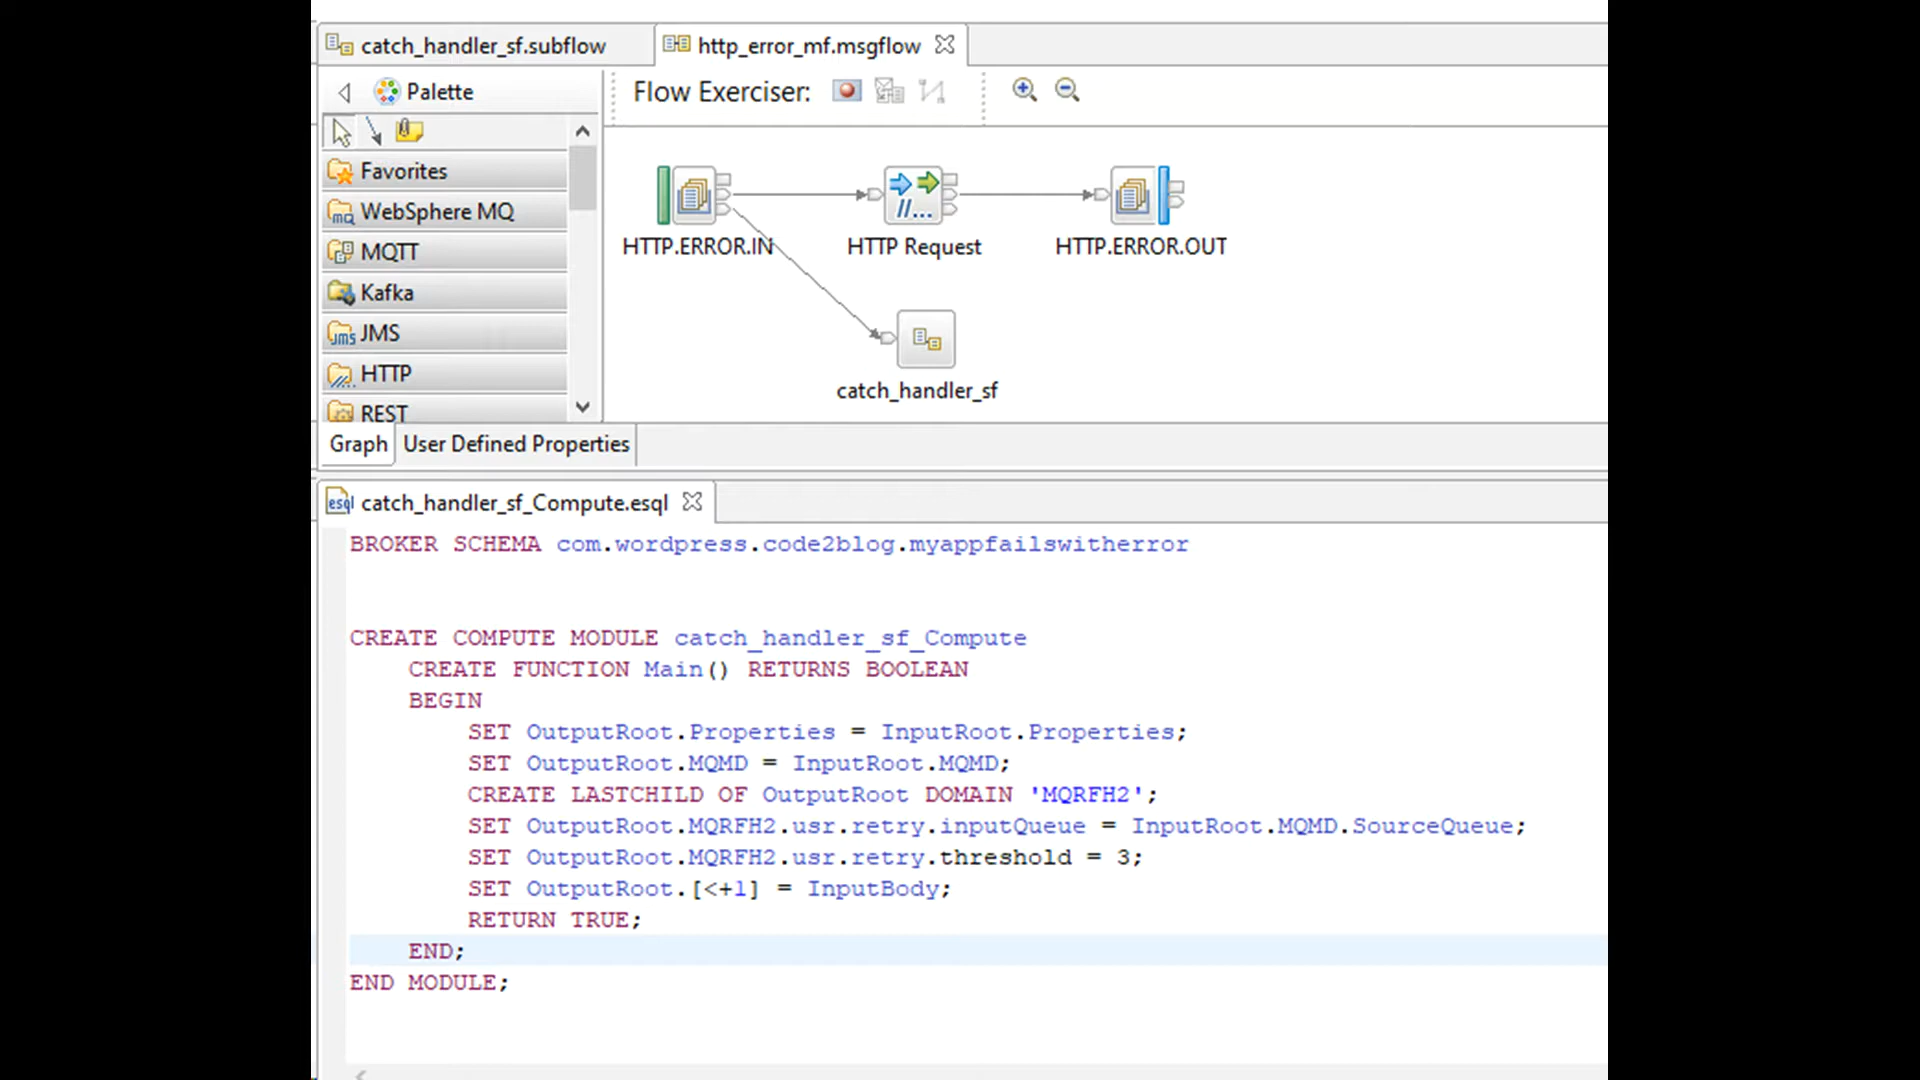 catch_handler_sf.subflow
http_error_mf.msgflow
Palette
Flow Exerciser:
Favorites
WebSphere MQ
MQTT
Kafka
JMS
HTTP
REST
HTTP.ERROR.IN
HTTP Request
HTTP.ERROR.OUT
catch_handler_sf
Graph
User Defined Properties
catch_handler_sf_Compute.esql
BROKER SCHEMA com.wordpress.code2blog.myappfailswitherror
CREATE COMPUTE MODULE catch_handler_sf_Compute
CREATE FUNCTION Main() RETURNS BOOLEAN
BEGIN
SET OutputRoot.Properties = InputRoot.Properties;
SET OutputRoot.MQMD = InputRoot.MQMD;
CREATE LASTCHILD OF OutputRoot DOMAIN 'MQRFH2';
SET OutputRoot.MQRFH2.usr.retry.inputQueue = InputRoot.MQMD.SourceQueue;
SET OutputRoot.MQRFH2.usr.retry.threshold = 3;
SET OutputRoot.[<+1] = InputBody;
RETURN TRUE;
END;
END MODULE;